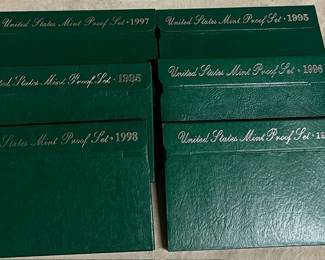 United States Mint Proof Set • 1997
United States Mint Proof Set • 1995
United States Mint Proof Set •
United States Mint Proof Set • 1996
United States Mint Proof Set • 1998
United States Mint Proof Set • 19